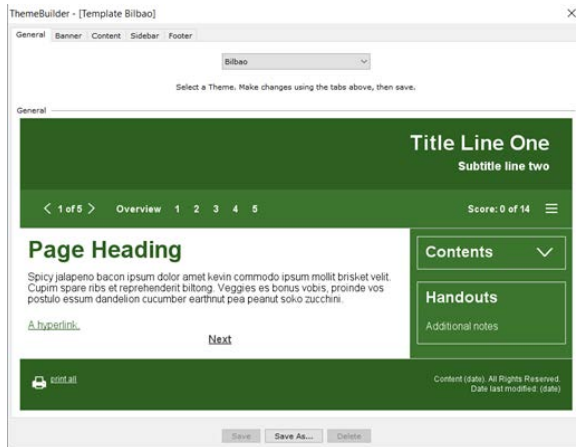 ThemeBuilder - [Template Bilbao]
General Banner Content Sidebar Footer
Bilbao
Select a Theme. Make changes using the tabs above, then save.
General
Title Line One
Subtitle line two
1 of 5 Overview 1 2 3 4 5 Score: 0 of 14
Page Heading
Spicy jalapeno bacon ipsum dolor amet kevin commodo ipsum mollit brisket velit.
Cupim spare ribs et reprehenderit biltong. Veggies es bonus vobis, proinde vos
postulo essum dandelion cucumber earthnut pea peanut soko zucchini.
A hyperlink.
Next
Contents
Handouts
Additional notes
print all
Content (date). All Rights Reserved.
Date last modified: (date)
Save Save As... Delete